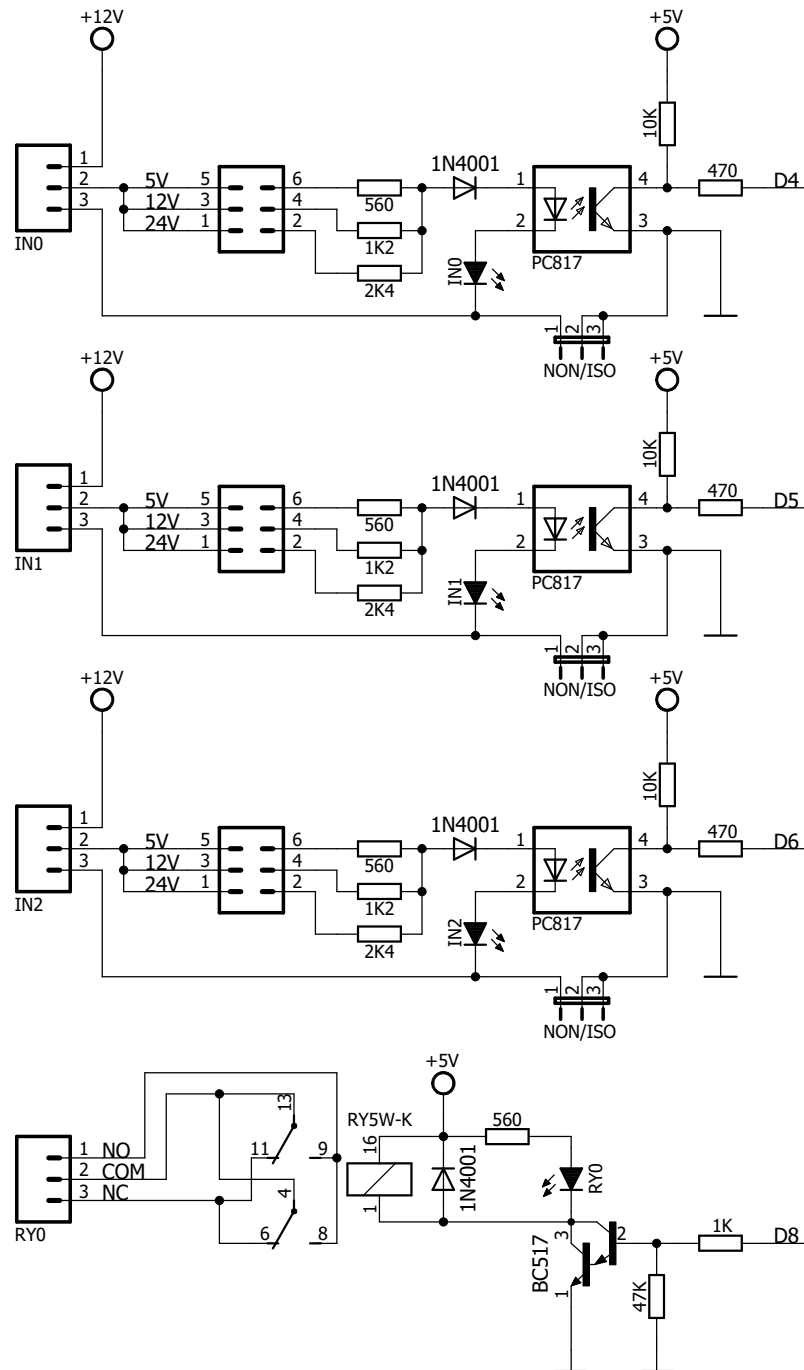 +12V +5V
1 10K
2 5V 5 6 560 1N4001 1 4 470 D4
3 12V 3 4 1K2
24V 1 2 2K4 2 3
IN0 IN0 PC817
1 2 3
NON/ISO
+12V +5V
1 10K
2 5V 5 6 560 1N4001 1 4 470 D5
3 12V 3 4 1K2
24V 1 2 2K4 2 3
IN1 IN1 PC817
1 2 3
NON/ISO
+12V +5V
1 10K
2 5V 5 6 560 1N4001 1 4 470 D6
3 12V 3 4 1K2
24V 1 2 2K4 2 3
IN2 IN2 PC817
1 2 3
NON/ISO
+5V
13 RY5W-K 16 560
1 NO 11 9
2 COM 1N4001 RY0
3 NC 4 1
RY0 6 8 BC517 3 2 1K D8
1 47K